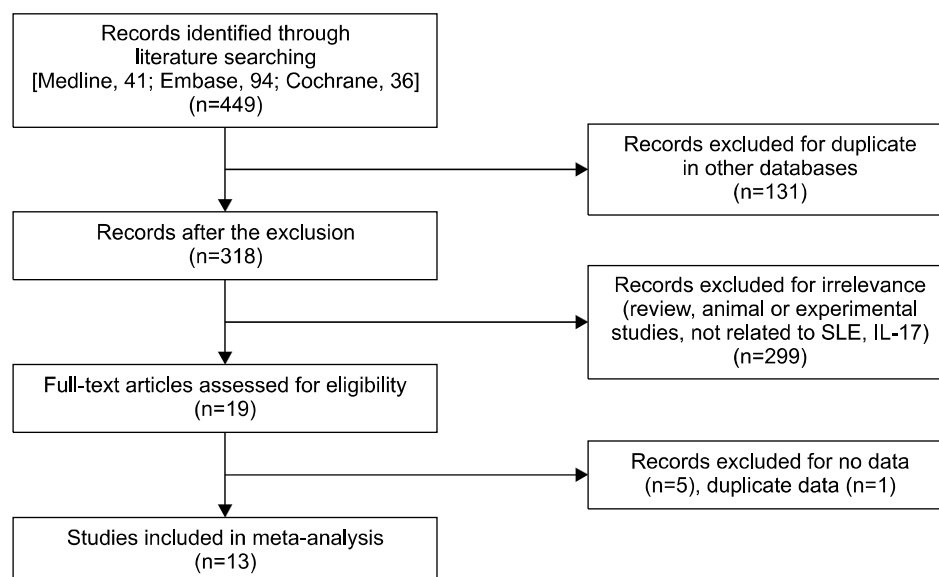 Records identified through
literature searching
[Medline, 41; Embase, 94; Cochrane, 36]
(n=449)
Records excluded for duplicate
in other databases
(n=131)
Records after the exclusion
(n=318)
Records excluded for irrelevance
(review, animal or experimental
studies, not related to SLE, IL-17)
(n=299)
Full-text articles assessed for eligibility
(n=19)
Records excluded for no data
(n=5), duplicate data (n=1)
Studies included in meta-analysis
(n=13)